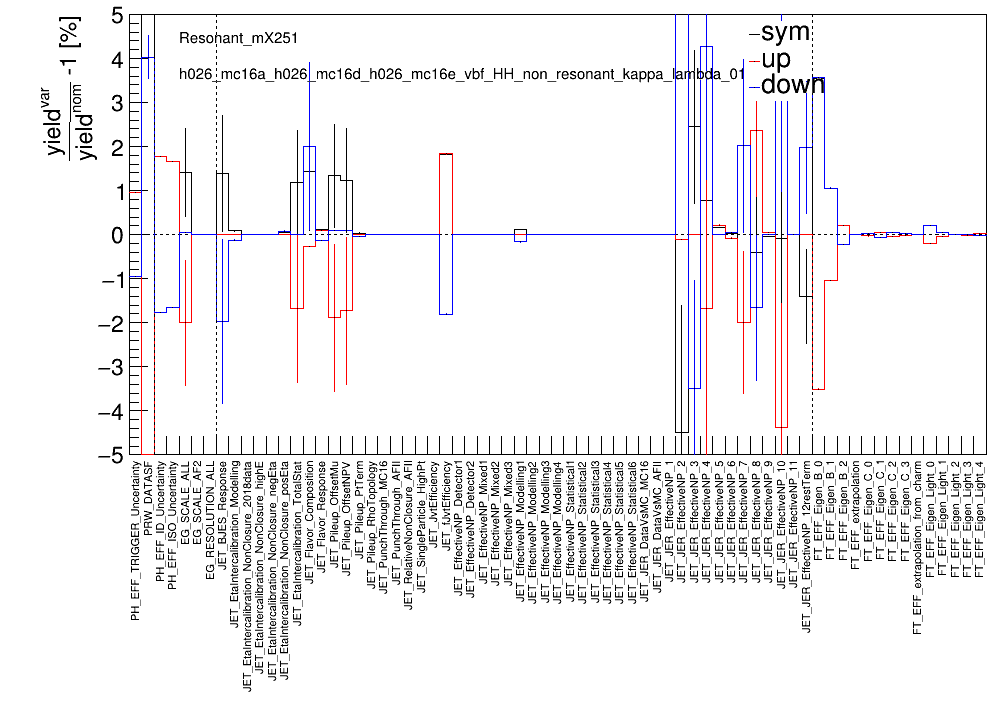 yield^var / yield^nom -1 [%]
Resonant_mX251
h026_mc16a_h026_mc16d_h026_mc16e_vbf_HH_non_resonant_kappa_lambda_01
sym
up
down
5
4
3
2
1
0
−1
−2
−3
−4
−5
PH_EFF_TRIGGER_Uncertainty
PRW_DATASF
PH_EFF_ID_Uncertainty
PH_EFF_ISO_Uncertainty
EG_SCALE_ALL
EG_SCALE_AF2
EG_RESOLUTION_ALL
JET_BJES_Response
JET_EtaIntercalibration_Modelling
JET_EtaIntercalibration_NonClosure_2018data
JET_EtaIntercalibration_NonClosure_highE
JET_EtaIntercalibration_NonClosure_negEta
JET_EtaIntercalibration_NonClosure_posEta
JET_EtaIntercalibration_TotalStat
JET_Flavor_Composition
JET_Flavor_Response
JET_Pileup_OffsetMu
JET_Pileup_OffsetNPV
JET_Pileup_PtTerm
JET_Pileup_RhoTopology
JET_PunchThrough_MC16
JET_PunchThrough_AFII
JET_RelativeNonClosure_AFII
JET_SingleParticle_HighPt
JET_JvtEfficiency
JET_fJvtEfficiency
JET_EffectiveNP_Detector1
JET_EffectiveNP_Detector2
JET_EffectiveNP_Mixed1
JET_EffectiveNP_Mixed2
JET_EffectiveNP_Mixed3
JET_EffectiveNP_Modelling1
JET_EffectiveNP_Modelling2
JET_EffectiveNP_Modelling3
JET_EffectiveNP_Modelling4
JET_EffectiveNP_Statistical1
JET_EffectiveNP_Statistical2
JET_EffectiveNP_Statistical3
JET_EffectiveNP_Statistical4
JET_EffectiveNP_Statistical5
JET_EffectiveNP_Statistical6
JET_JER_DataVsMC_MC16
JET_JER_DataVsMC_AFII
JET_JER_EffectiveNP_1
JET_JER_EffectiveNP_2
JET_JER_EffectiveNP_3
JET_JER_EffectiveNP_4
JET_JER_EffectiveNP_5
JET_JER_EffectiveNP_6
JET_JER_EffectiveNP_7
JET_JER_EffectiveNP_8
JET_JER_EffectiveNP_9
JET_JER_EffectiveNP_10
JET_JER_EffectiveNP_11
JET_JER_EffectiveNP_12restTerm
FT_EFF_Eigen_B_0
FT_EFF_Eigen_B_1
FT_EFF_Eigen_B_2
FT_EFF_extrapolation
FT_EFF_Eigen_C_0
FT_EFF_Eigen_C_1
FT_EFF_Eigen_C_2
FT_EFF_Eigen_C_3
FT_EFF_extrapolation_from_charm
FT_EFF_Eigen_Light_0
FT_EFF_Eigen_Light_1
FT_EFF_Eigen_Light_2
FT_EFF_Eigen_Light_3
FT_EFF_Eigen_Light_4